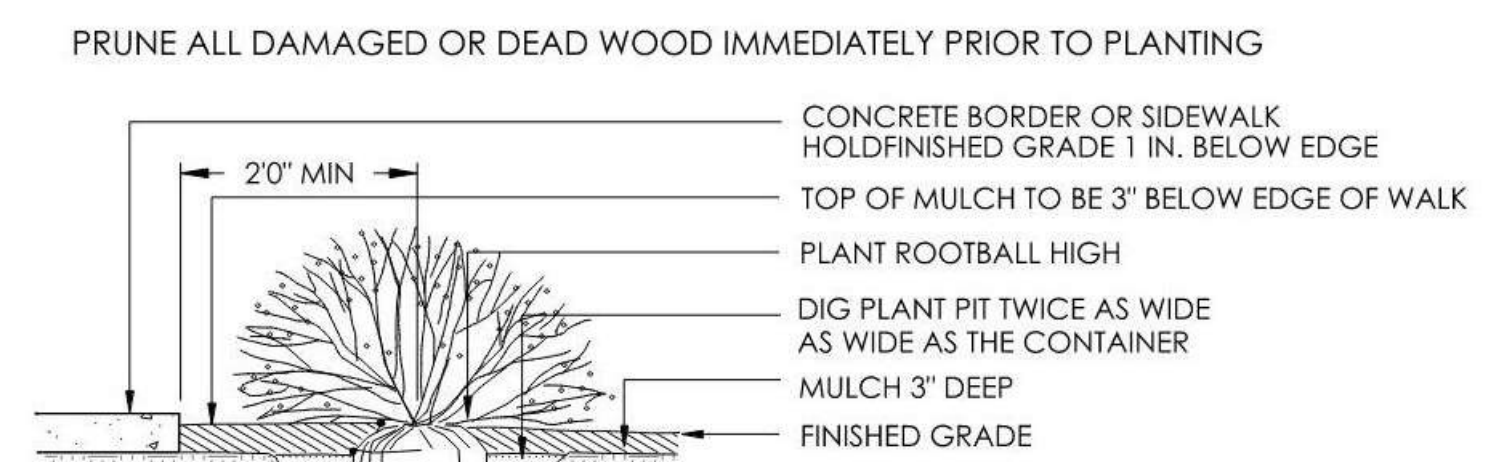 PRUNE ALL DAMAGED OR DEAD WOOD IMMEDIATELY PRIOR TO PLANTING
CONCRETE BORDER OR SIDEWALK
HOLDFINISHED GRADE 1 IN. BELOW EDGE
2'0" MIN
TOP OF MULCH TO BE 3" BELOW EDGE OF WALK
PLANT ROOTBALL HIGH
DIG PLANT PIT TWICE AS WIDE
AS WIDE AS THE CONTAINER
MULCH 3" DEEP
FINISHED GRADE